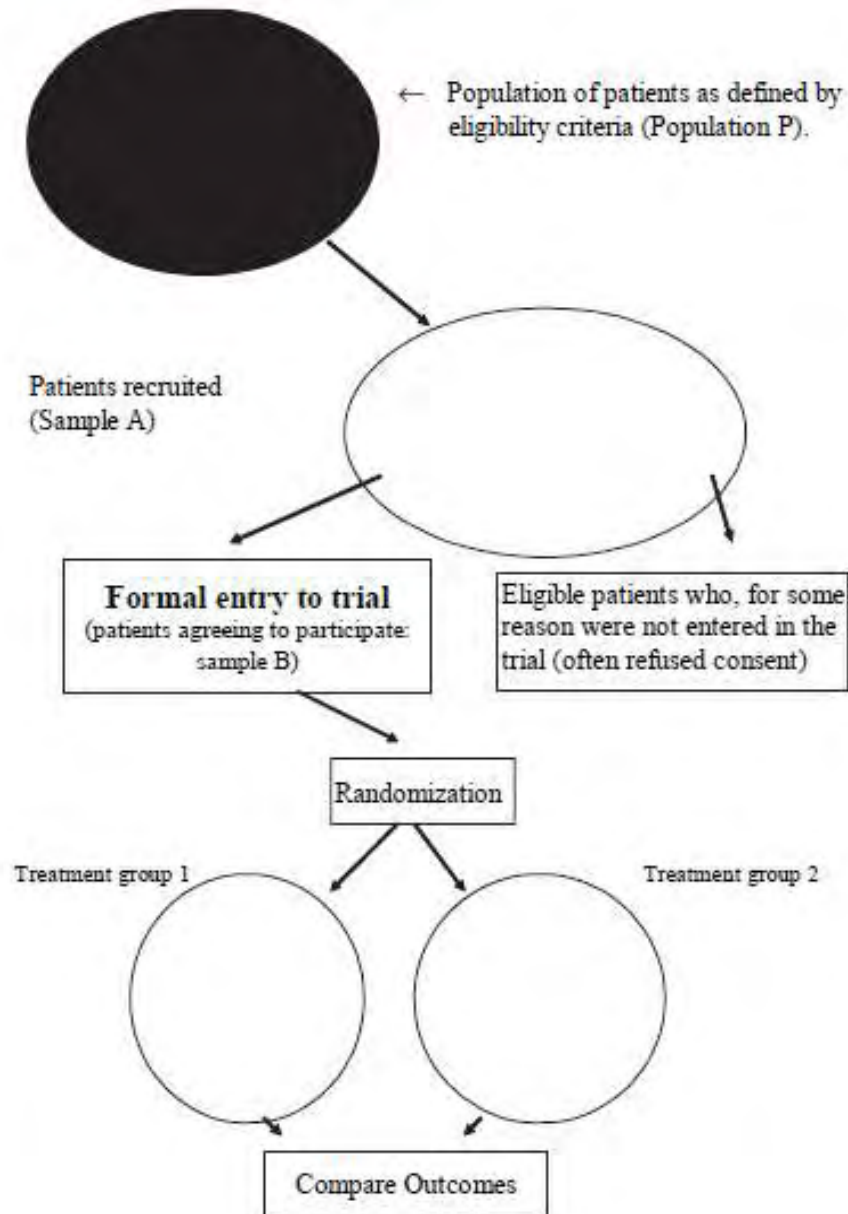 ← Population of patients as defined by
eligibility criteria (Population P).
Patients recruited
(Sample A)
Formal entry to trial
(patients agreeing to participate:
sample B)
Eligible patients who, for some
reason were not entered in the
trial (often refused consent)
Randomization
Treatment group 1
Treatment group 2
Compare Outcomes